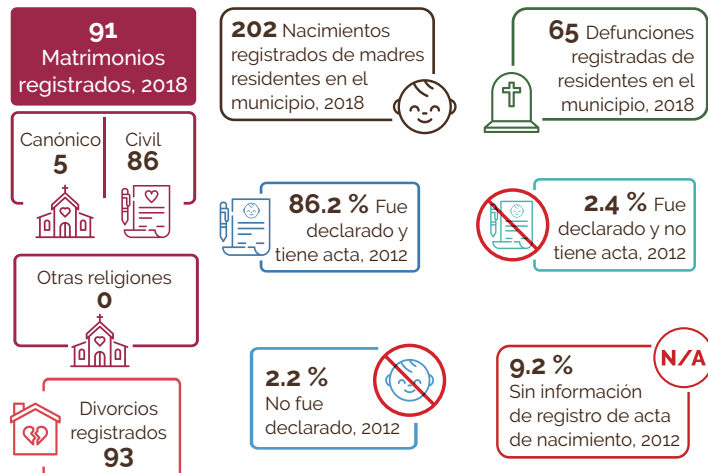 91
Matrimonios
registrados, 2018
Canónico
5
Civil
86
Otras religiones
0
Divorcios
registrados
93
202 Nacimientos
registrados de madres
residentes en el
municipio, 2018
65 Defunciones
registradas de
residentes en el
municipio, 2018
86.2 % Fue
declarado y
tiene acta, 2012
2.4 % Fue
declarado y no
tiene acta, 2012
2.2 %
No fue
declarado, 2012
N/A
9.2 %
Sin información
de registro de acta
de nacimiento, 2012